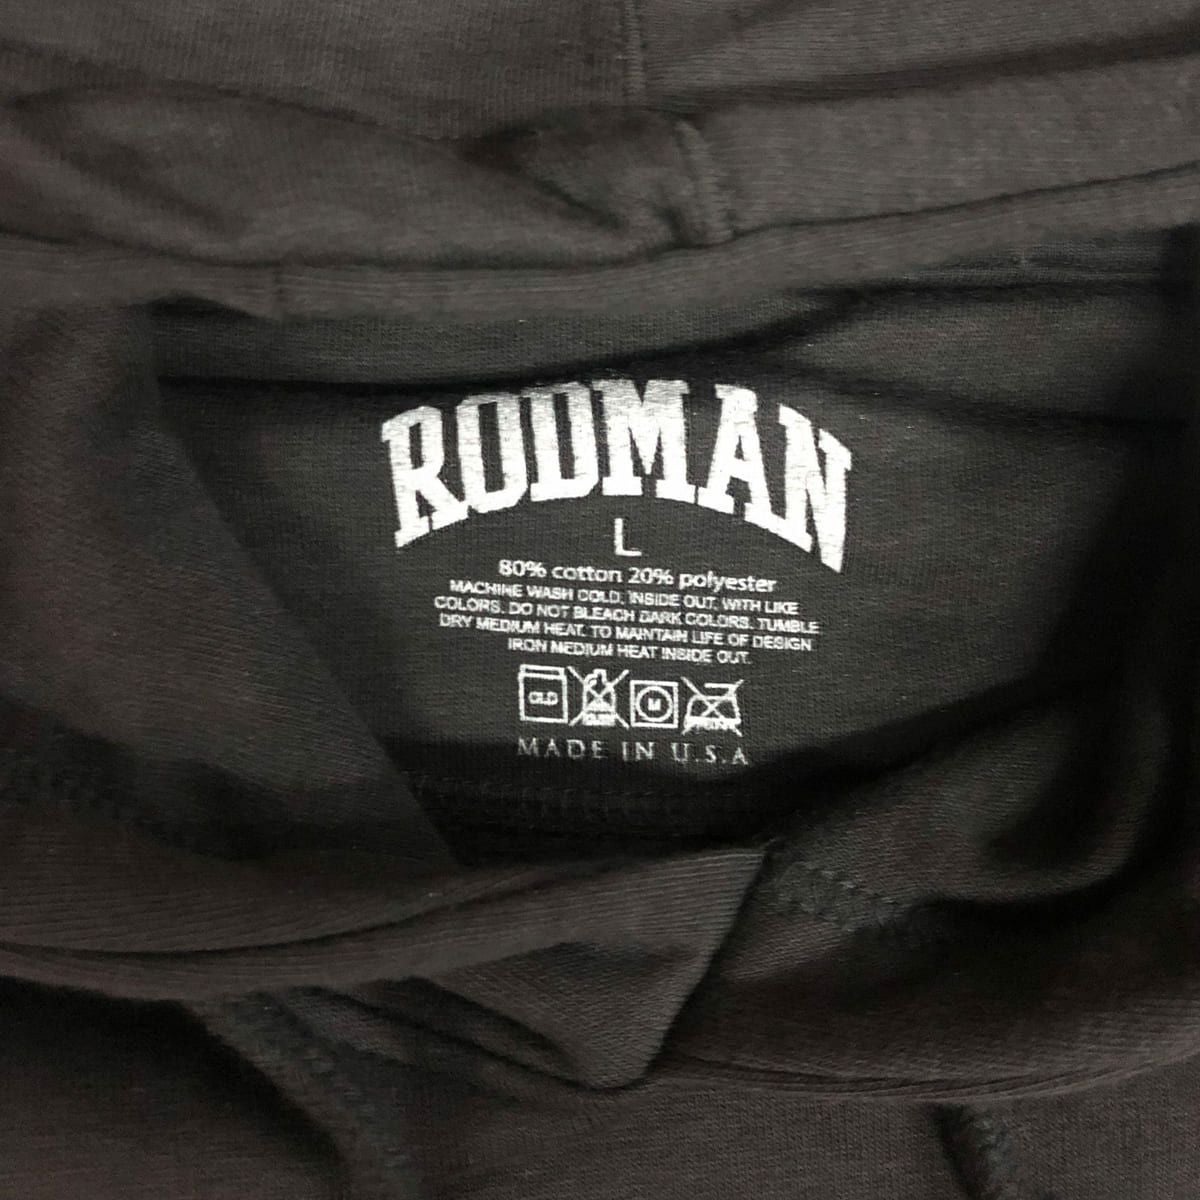 RODMAN
L
80% cotton 20% polyester
MACHINE WASH COLD, INSIDE OUT, WITH LIKE
COLORS. DO NOT BLEACH DARK COLORS. TUMBLE
DRY MEDIUM HEAT. TO MAINTAIN LIFE OF DESIGN
IRON MEDIUM HEAT INSIDE OUT.
M
MADE IN U.S.A